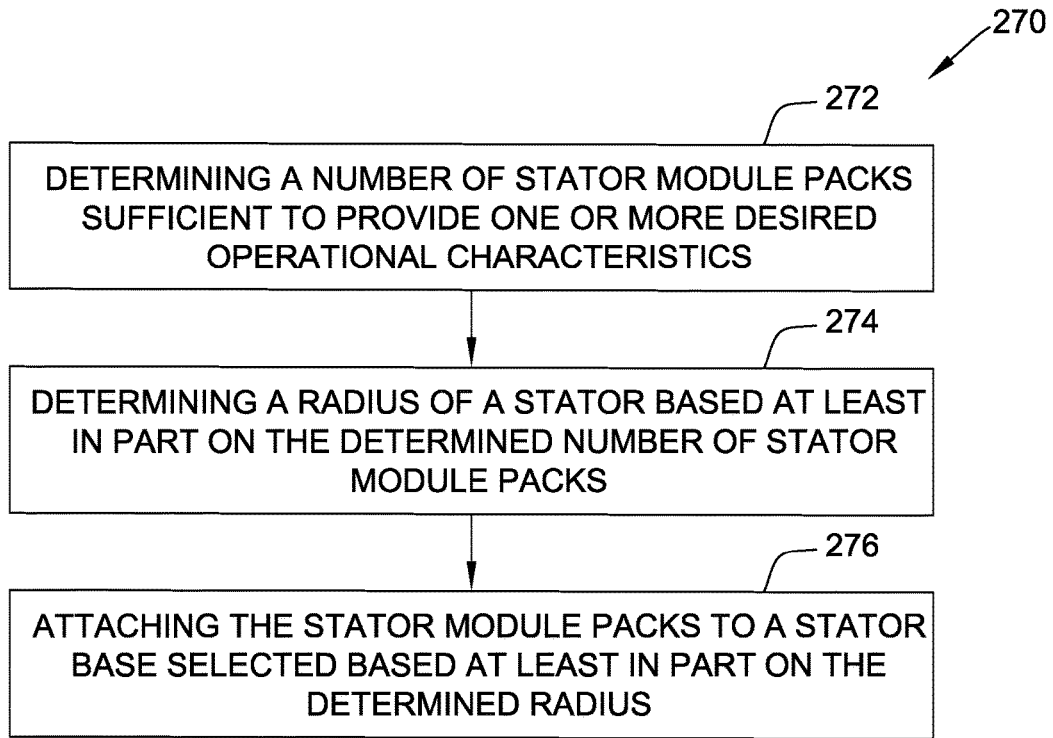 270
272
DETERMINING A NUMBER OF STATOR MODULE PACKS
SUFFICIENT TO PROVIDE ONE OR MORE DESIRED
OPERATIONAL CHARACTERISTICS
274
DETERMINING A RADIUS OF A STATOR BASED AT LEAST
IN PART ON THE DETERMINED NUMBER OF STATOR
MODULE PACKS
276
ATTACHING THE STATOR MODULE PACKS TO A STATOR
BASE SELECTED BASED AT LEAST IN PART ON THE
DETERMINED RADIUS